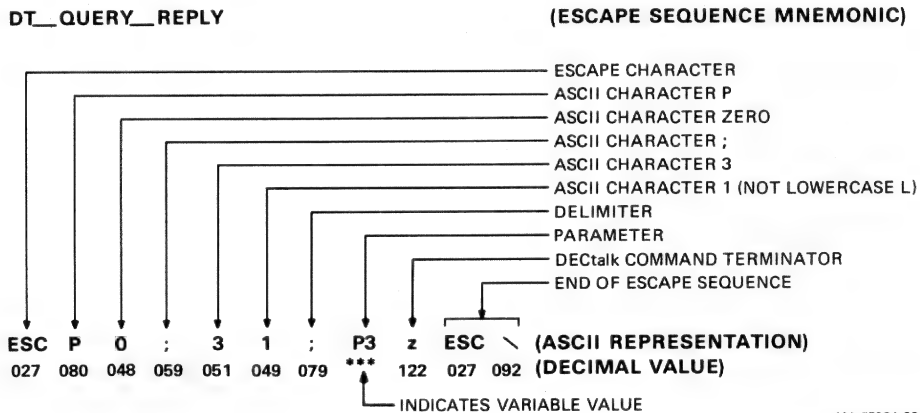 DT__QUERY__REPLY (ESCAPE SEQUENCE MNEMONIC)
ESCAPE CHARACTER
ASCII CHARACTER P
ASCII CHARACTER ZERO
ASCII CHARACTER ;
ASCII CHARACTER 3
ASCII CHARACTER 1 (NOT LOWERCASE L)
DELIMITER
PARAMETER
DECtalk COMMAND TERMINATOR
END OF ESCAPE SEQUENCE
ESC P 0 ; 3 1 ; P3 z ESC \ (ASCII REPRESENTATION)
027 080 048 059 051 049 079 *** 122 027 092 (DECIMAL VALUE)
INDICATES VARIABLE VALUE